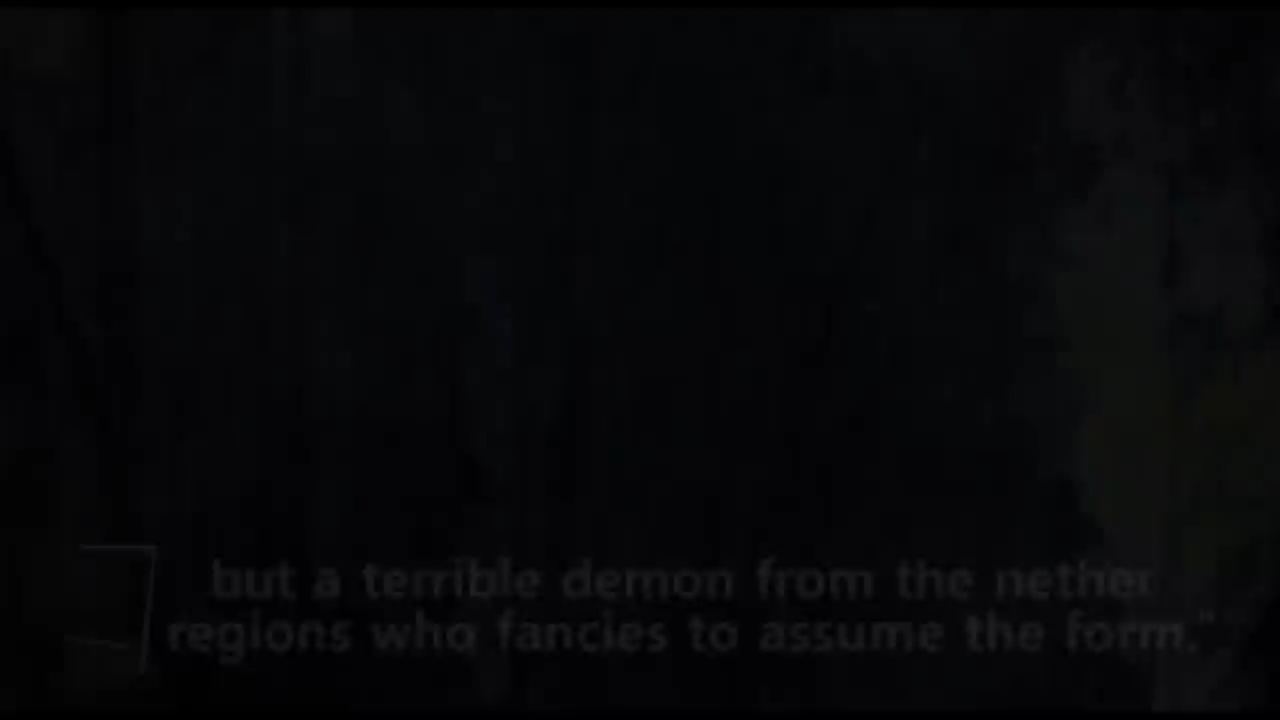 but a terrible demon from the nether
regions who fancies to assume the form."